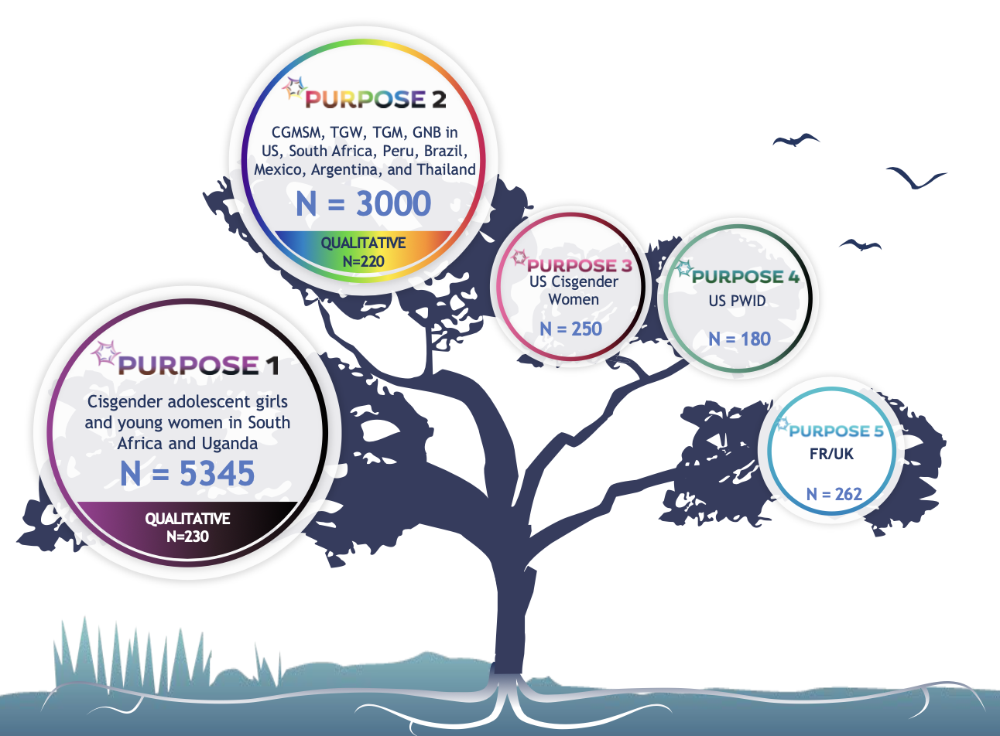 PURPOSE 2
CGMSM, TGW, TGM, GNB in
US, South Africa, Peru, Brazil,
Mexico, Argentina, and Thailand
N = 3000
QUALITATIVE
N=220
PURPOSE 3
US Cisgender
Women
N = 250
PURPOSE 4
US PWID
N = 180
PURPOSE 1
Cisgender adolescent girls
and young women in South
Africa and Uganda
N = 5345
QUALITATIVE
N=230
PURPOSE 5
FR/UK
N = 262